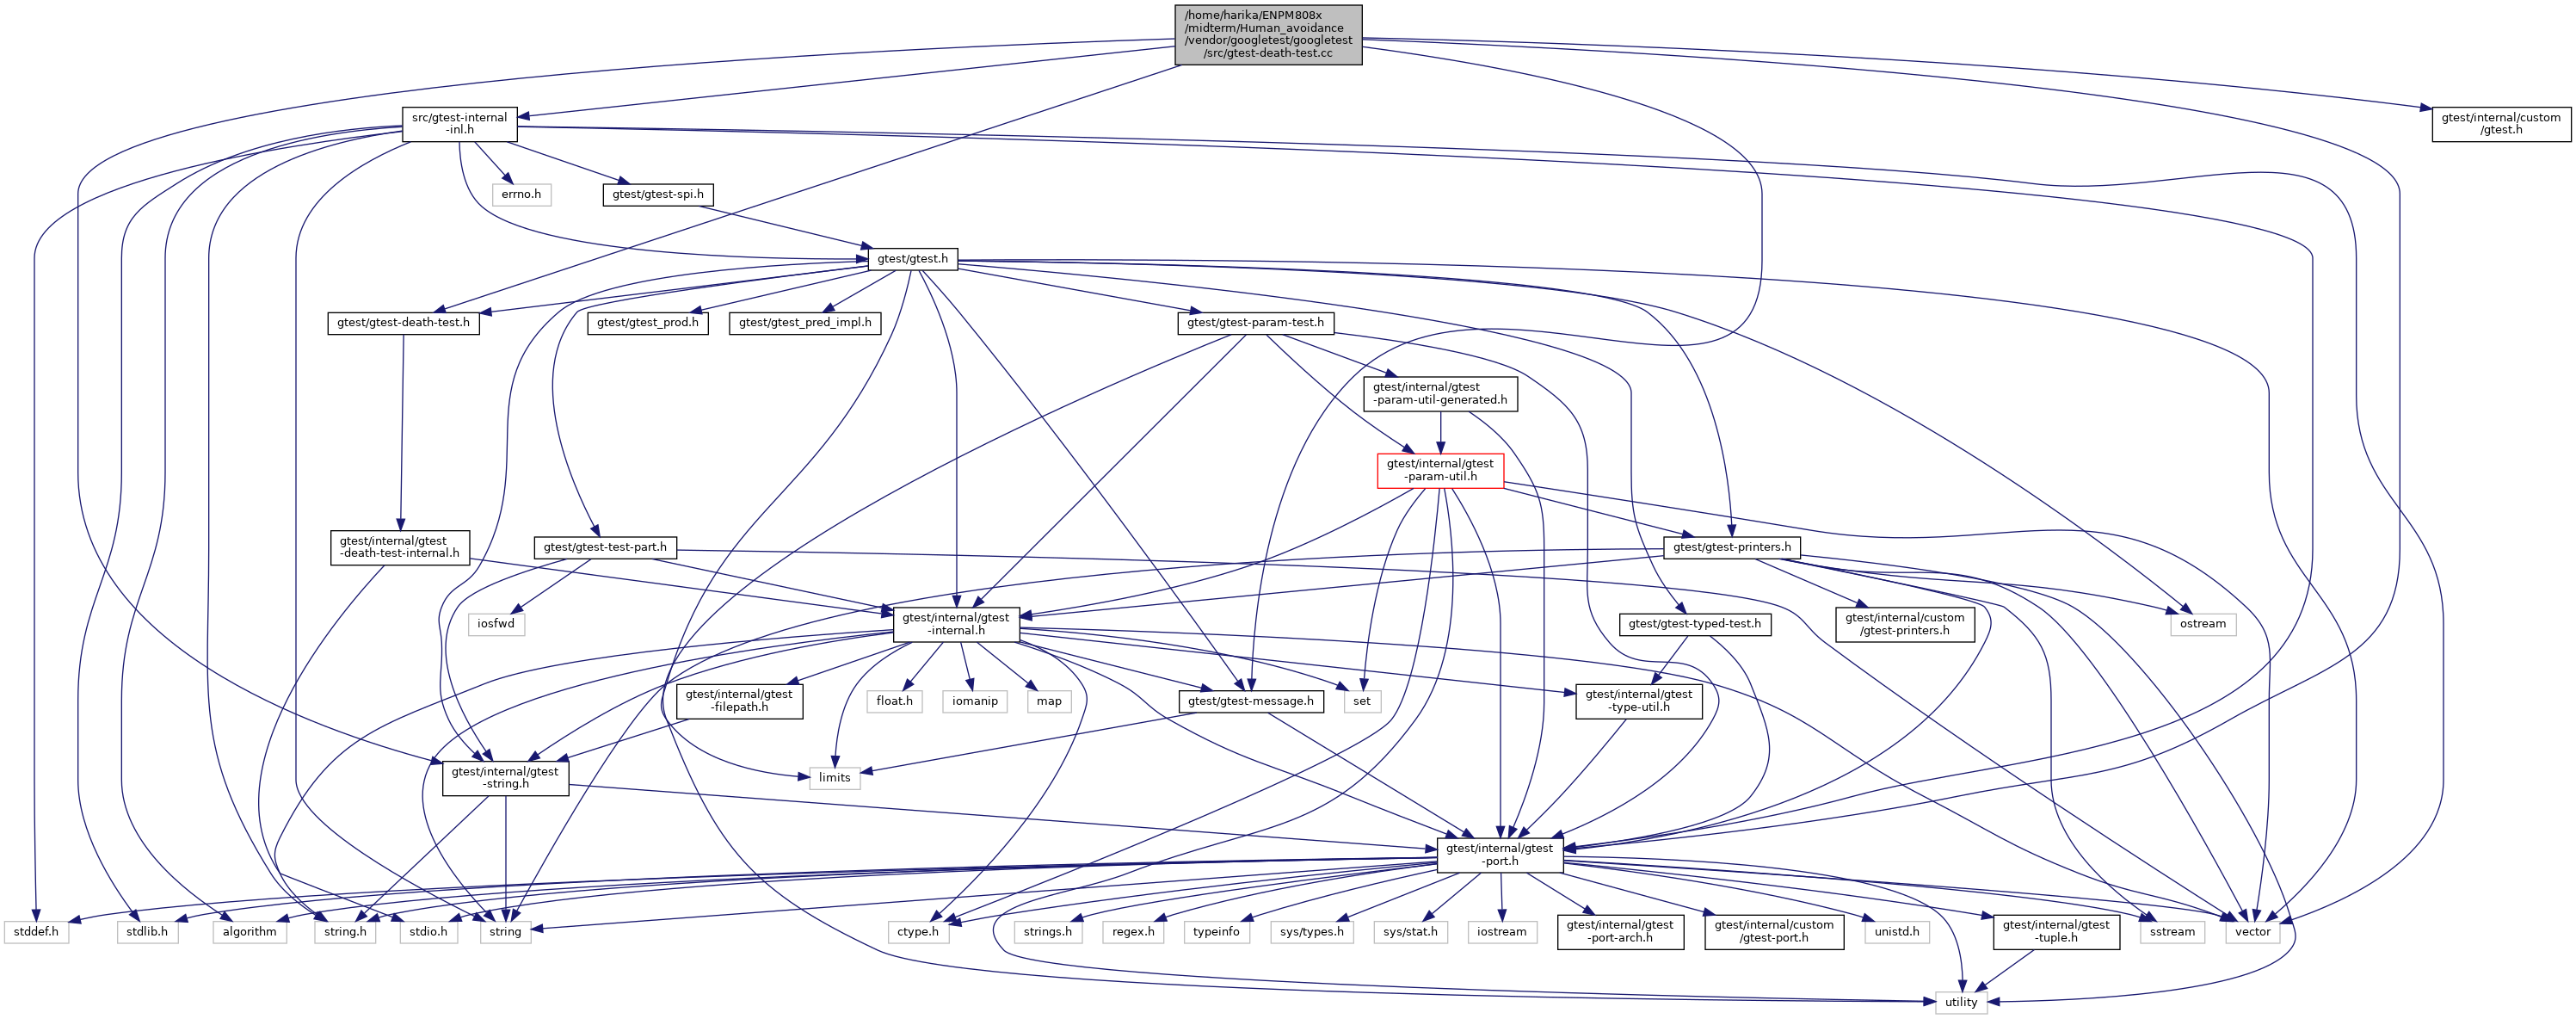 /home/harika/ENPM808x
/midterm/Human_avoidance
/vendor/googletest/googletest
/src/gtest-death-test.cc
src/gtest-internal
-inl.h
gtest/internal/custom
/gtest.h
errno.h
gtest/gtest-spi.h
gtest/gtest.h
gtest/gtest-death-test.h
gtest/gtest_prod.h
gtest/gtest_pred_impl.h
gtest/gtest-param-test.h
gtest/internal/gtest
-param-util-generated.h
gtest/internal/gtest
-param-util.h
gtest/internal/gtest
-death-test-internal.h
gtest/gtest-test-part.h
gtest/gtest-printers.h
iosfwd
gtest/internal/gtest
-internal.h
gtest/gtest-typed-test.h
gtest/internal/custom
/gtest-printers.h
ostream
gtest/internal/gtest
-filepath.h
float.h
iomanip
map
gtest/gtest-message.h
set
gtest/internal/gtest
-type-util.h
gtest/internal/gtest
-string.h
limits
gtest/internal/gtest
-port.h
stddef.h
stdlib.h
algorithm
string.h
stdio.h
string
ctype.h
strings.h
regex.h
typeinfo
sys/types.h
sys/stat.h
iostream
gtest/internal/gtest
-port-arch.h
gtest/internal/custom
/gtest-port.h
unistd.h
gtest/internal/gtest
-tuple.h
sstream
vector
utility